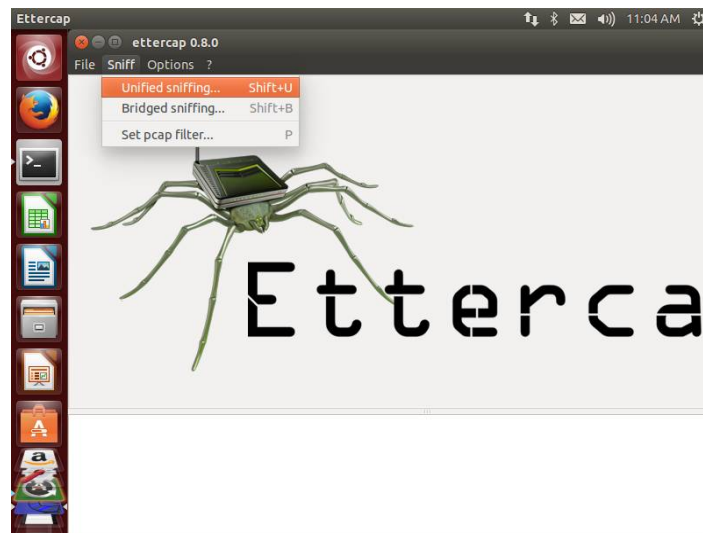 Ettercap
11:04 AM
ettercap 0.8.0
File Sniff Options ?
Unified sniffing... Shift+U
Bridged sniffing... Shift+B
Set pcap filter... P
Etterca